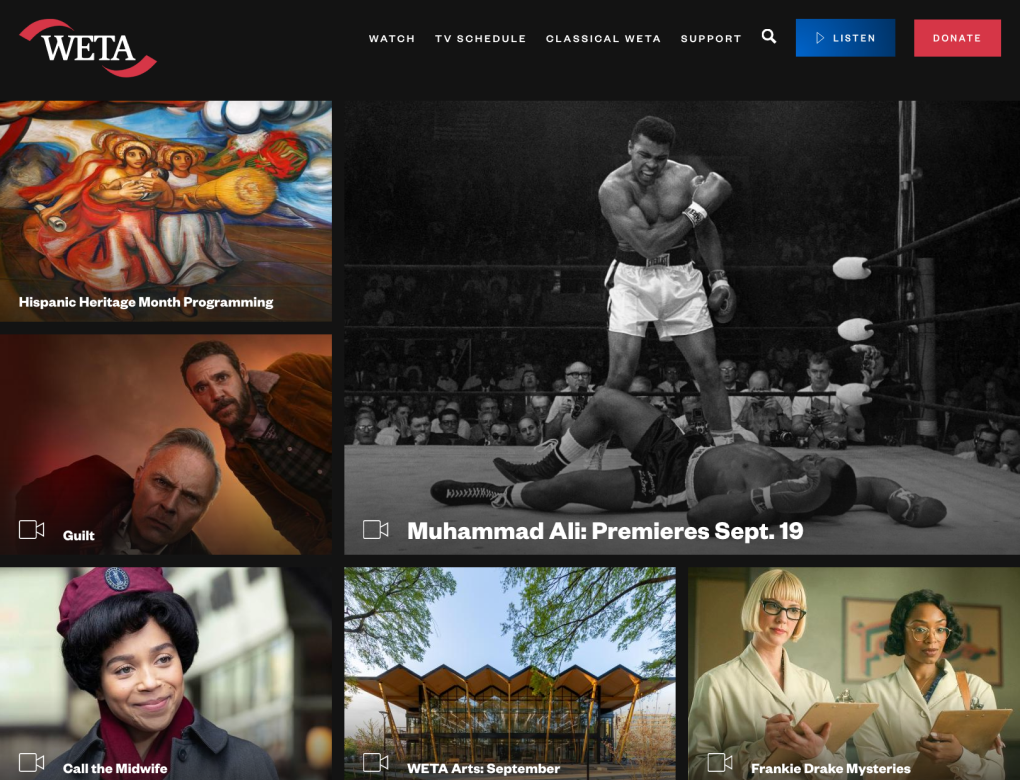 WETA
WATCH TV SCHEDULE CLASSICAL WETA SUPPORT LISTEN DONATE
Hispanic Heritage Month Programming
Guilt
Muhammad Ali: Premieres Sept. 19
Call the Midwife
WETA Arts: September
Frankie Drake Mysteries